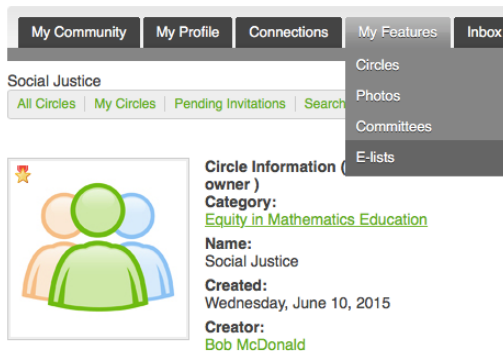 My Community My Profile Connections My Features Inbox
Circles
Photos
Committees
E-lists
Social Justice
All Circles My Circles Pending Invitations Search
Circle Information (
owner )
Category:
Equity in Mathematics Education
Name:
Social Justice
Created:
Wednesday, June 10, 2015
Creator:
Bob McDonald